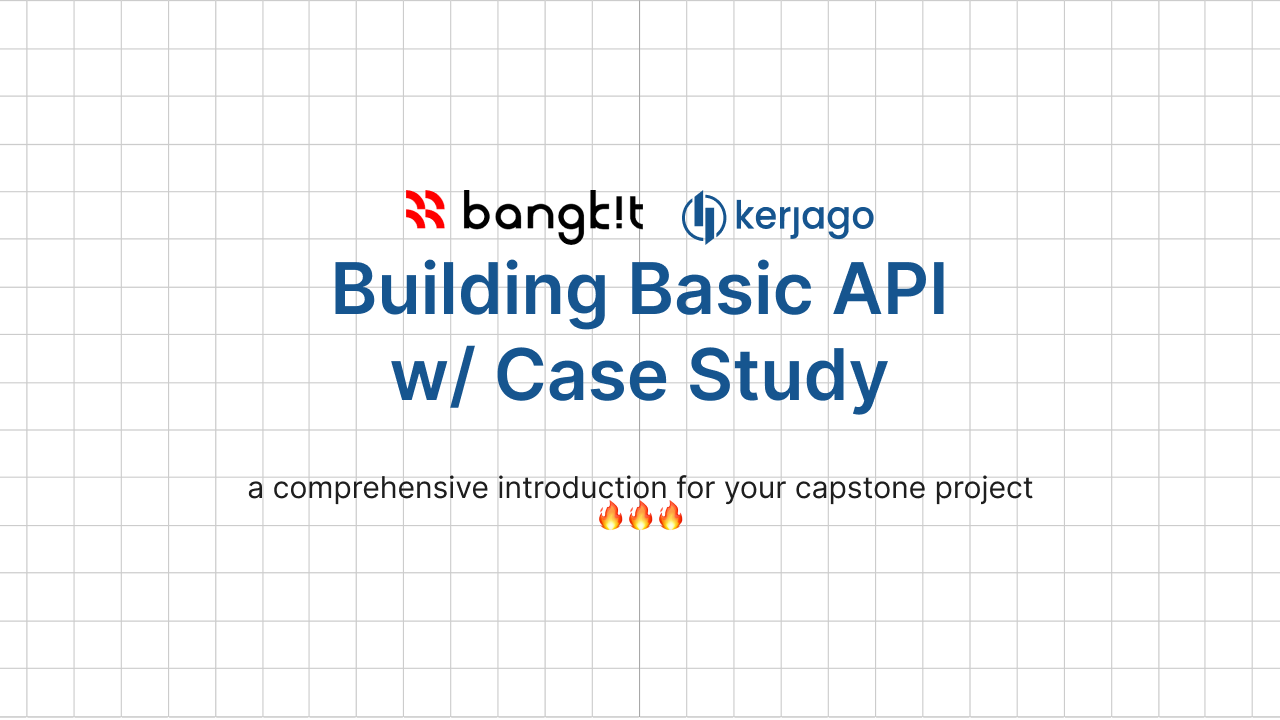 bangk!t kerjago
Building Basic API
w/ Case Study
a comprehensive introduction for your capstone project
🔥🔥🔥